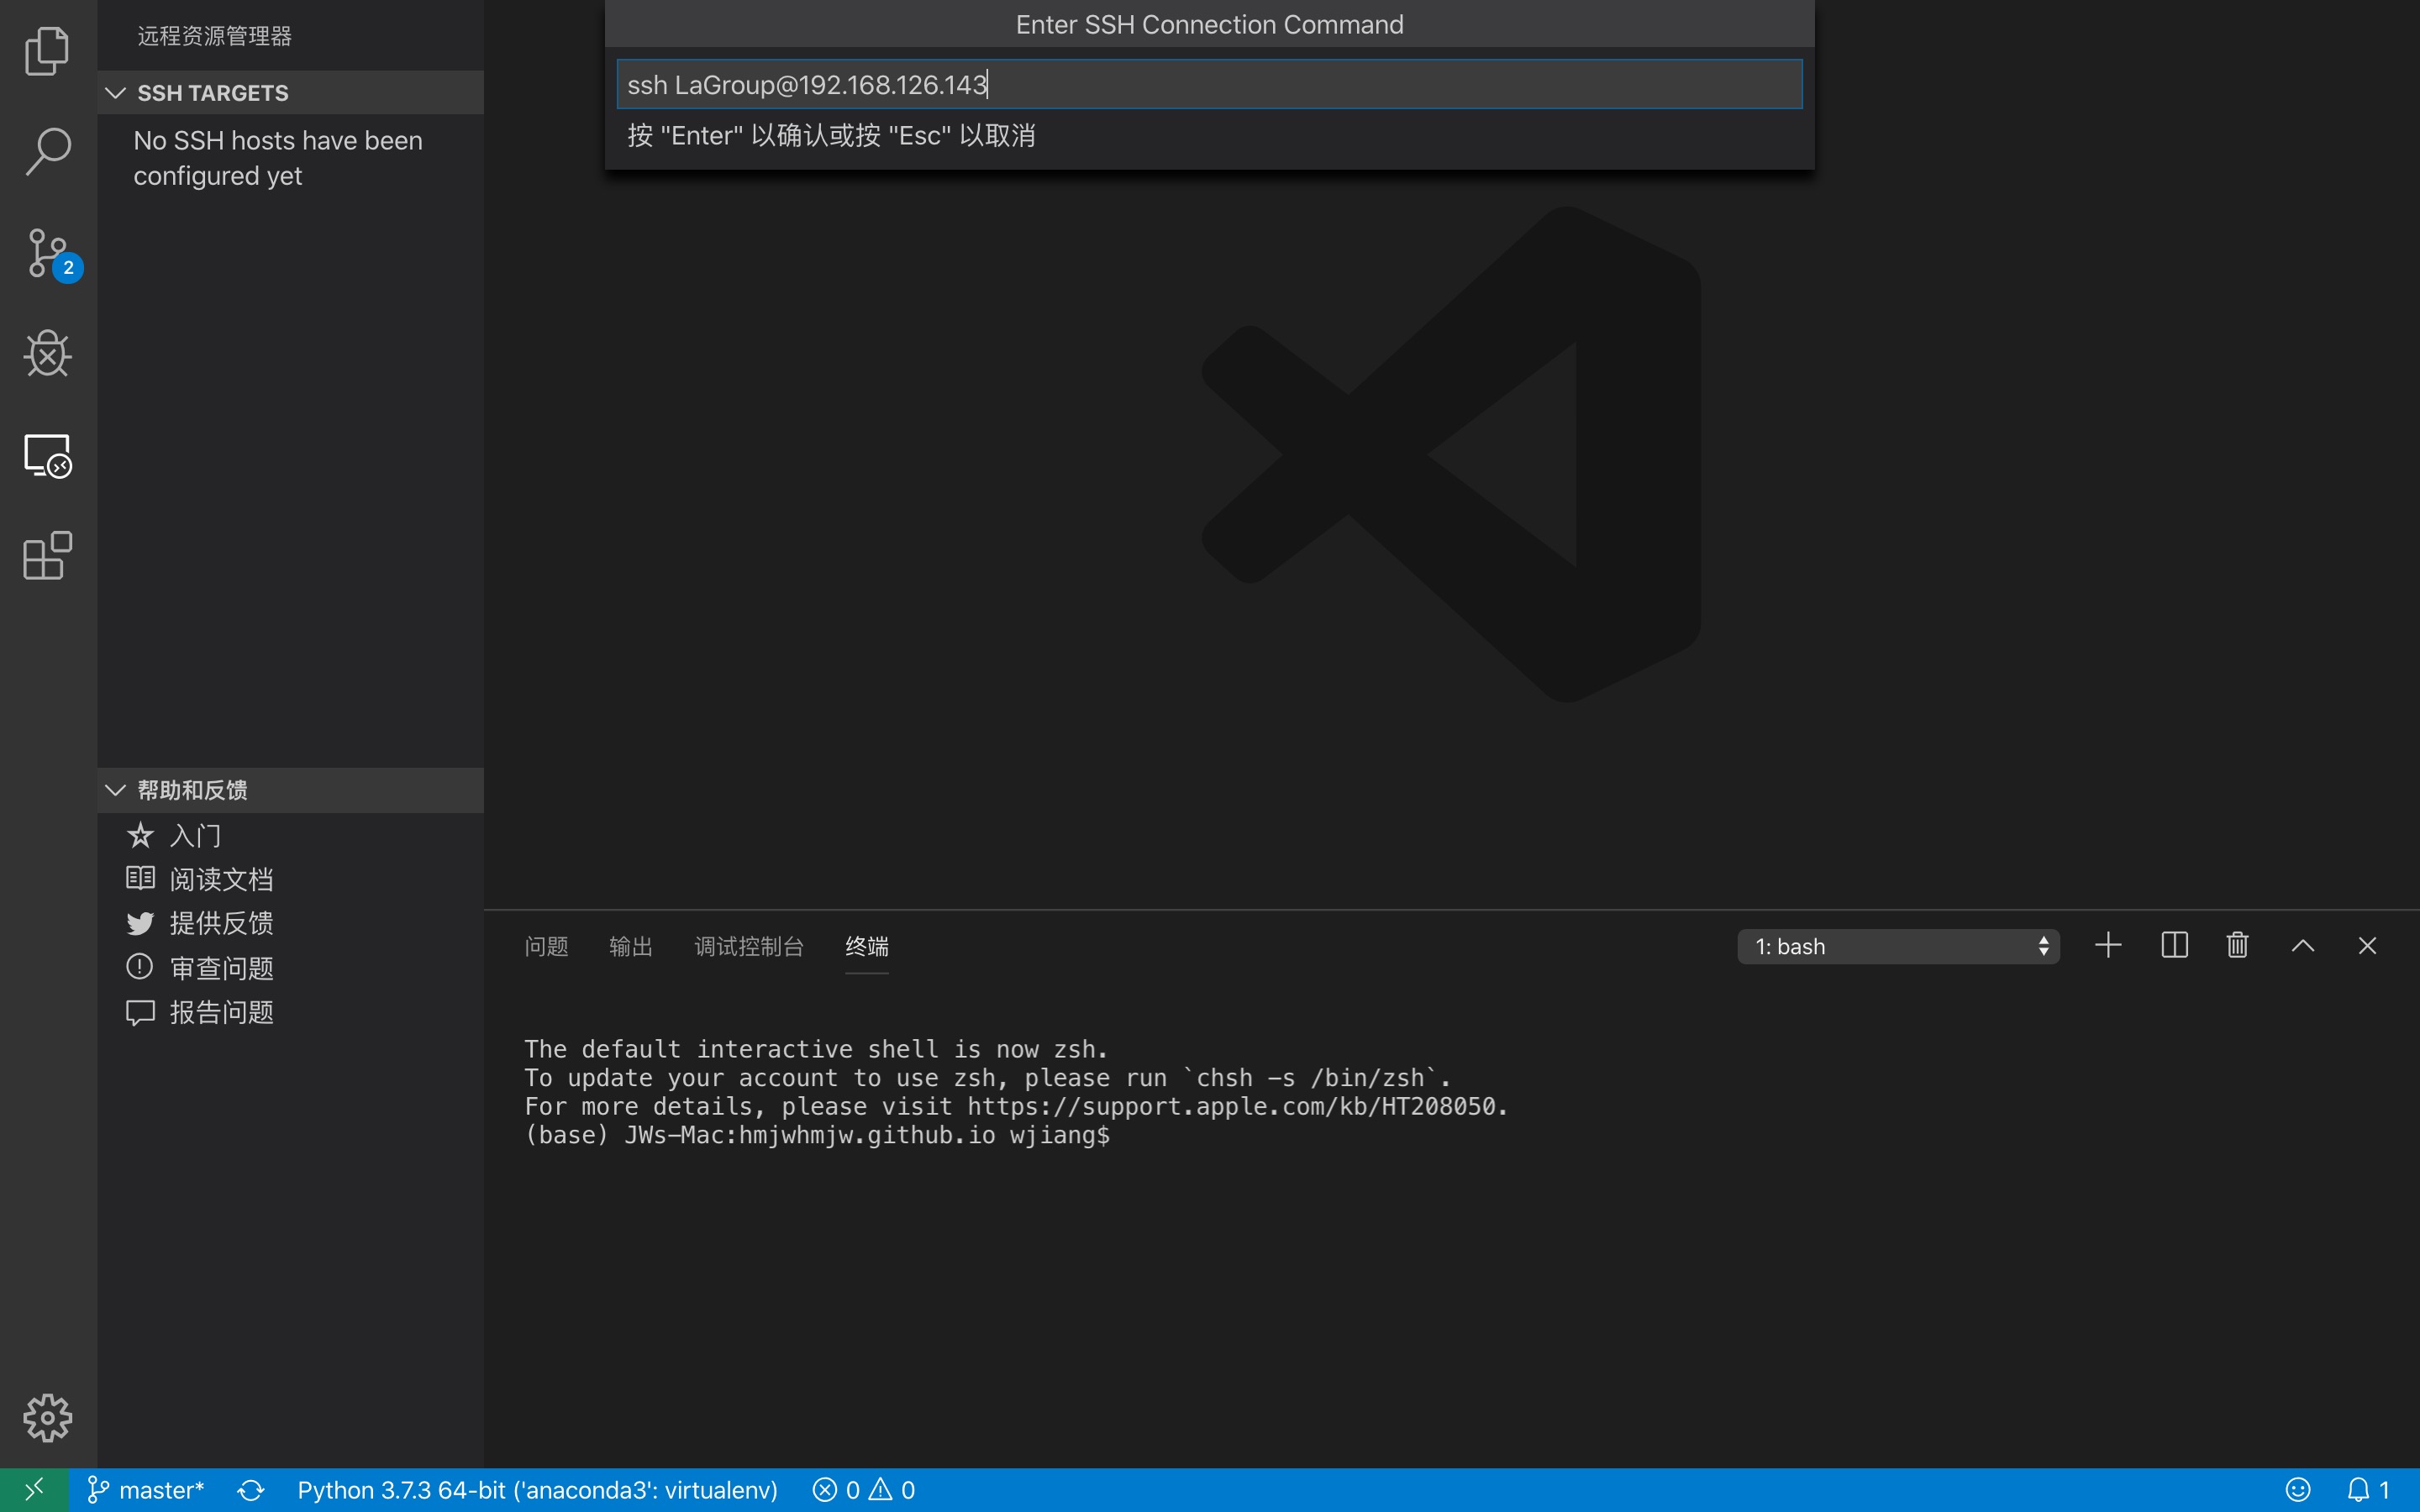 Enter SSH Connection Command
ssh LaGroup@192.168.126.143
按 "Enter" 以确认或按 "Esc" 以取消
远程资源管理器
SSH TARGETS
No SSH hosts have been
configured yet
2
帮助和反馈
入门
阅读文档
提供反馈
审查问题
报告问题
问题 输出 调试控制台 终端 1: bash
The default interactive shell is now zsh.
To update your account to use zsh, please run `chsh -s /bin/zsh`.
For more details, please visit https://support.apple.com/kb/HT208050.
(base) JWs-Mac:hmjwhmjw.github.io wjiang$
master* Python 3.7.3 64-bit ('anaconda3': virtualenv) 0 0 1